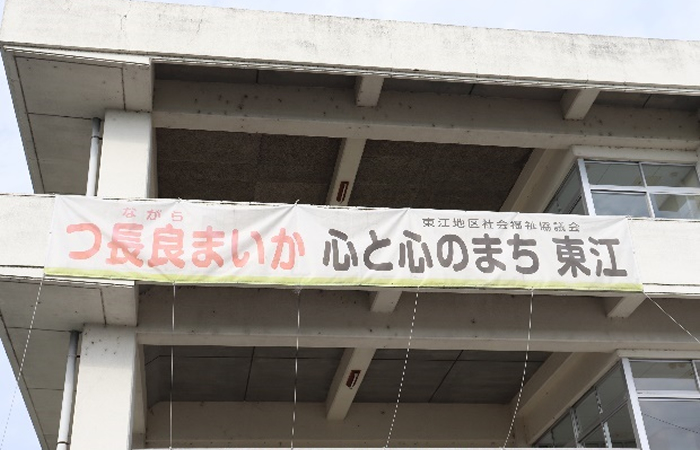 ながら
つ長良まいか
東江地区社会福祉協議会
心と心のまち 東江